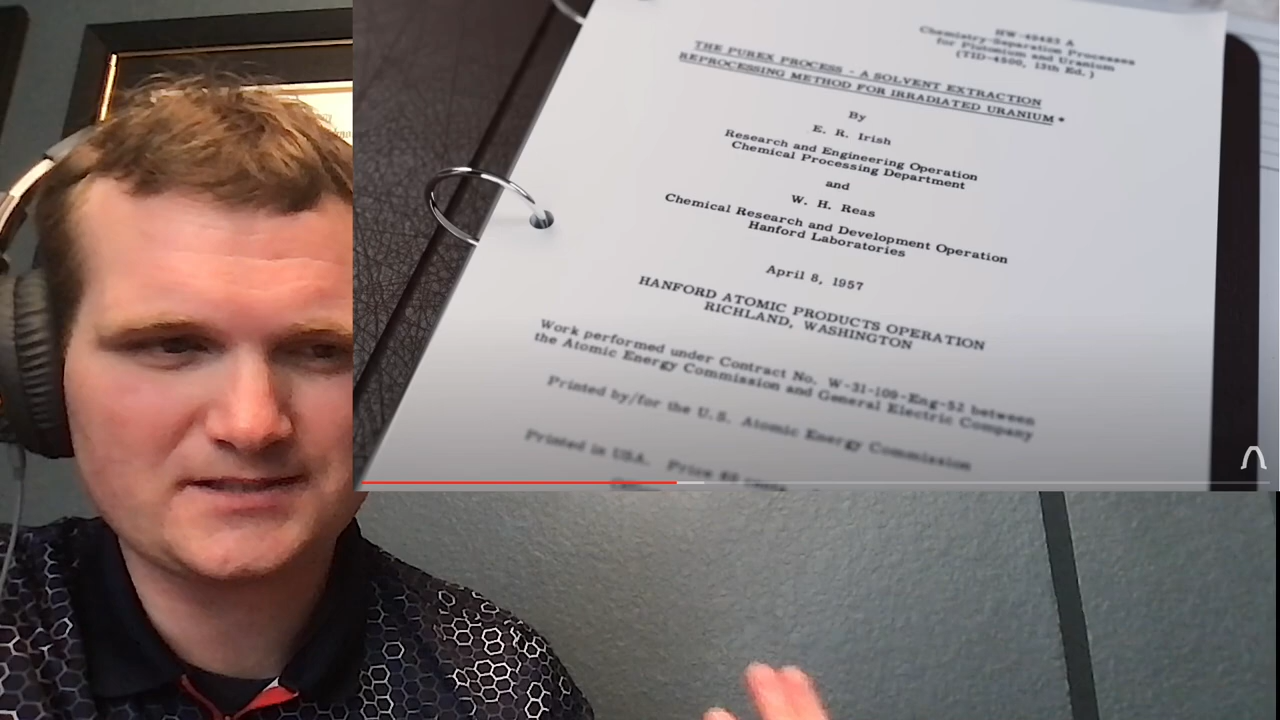 HW-49483 A
Chemistry-Separation Processes
for Plutonium and Uranium
(TID-4500, 13th Ed.)
THE PUREX PROCESS - A SOLVENT EXTRACTION
REPROCESSING METHOD FOR IRRADIATED URANIUM *
By
E. R. Irish
Research and Engineering Operation
Chemical Processing Department
and
W. H. Reas
Chemical Research and Development Operation
Hanford Laboratories
April 8, 1957
HANFORD ATOMIC PRODUCTS OPERATION
RICHLAND, WASHINGTON
Work performed under Contract No. W-31-109-Eng-52 between
the Atomic Energy Commission and General Electric Company
Printed by/for the U.S. Atomic Energy Commission
Printed in USA. Price